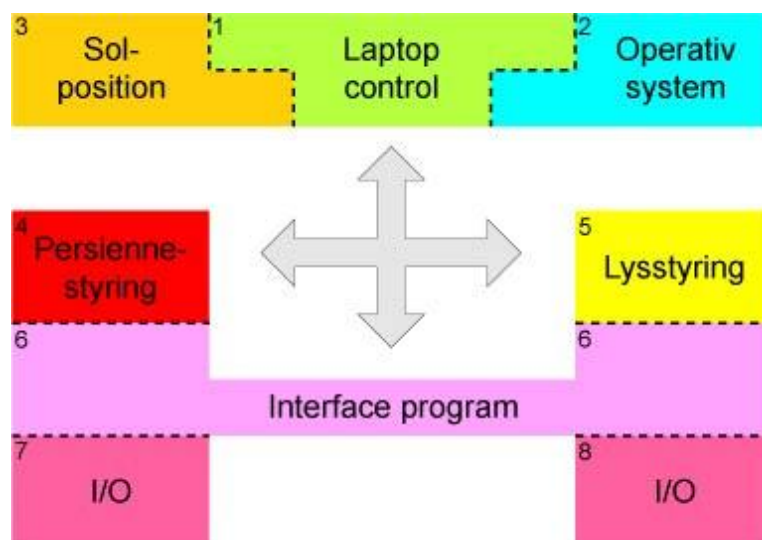 3
Sol-
position
1
Laptop
control
2
Operativ
system
4
Persienne-
styring
5
Lysstyring
6
6
Interface program
7
I/O
8
I/O